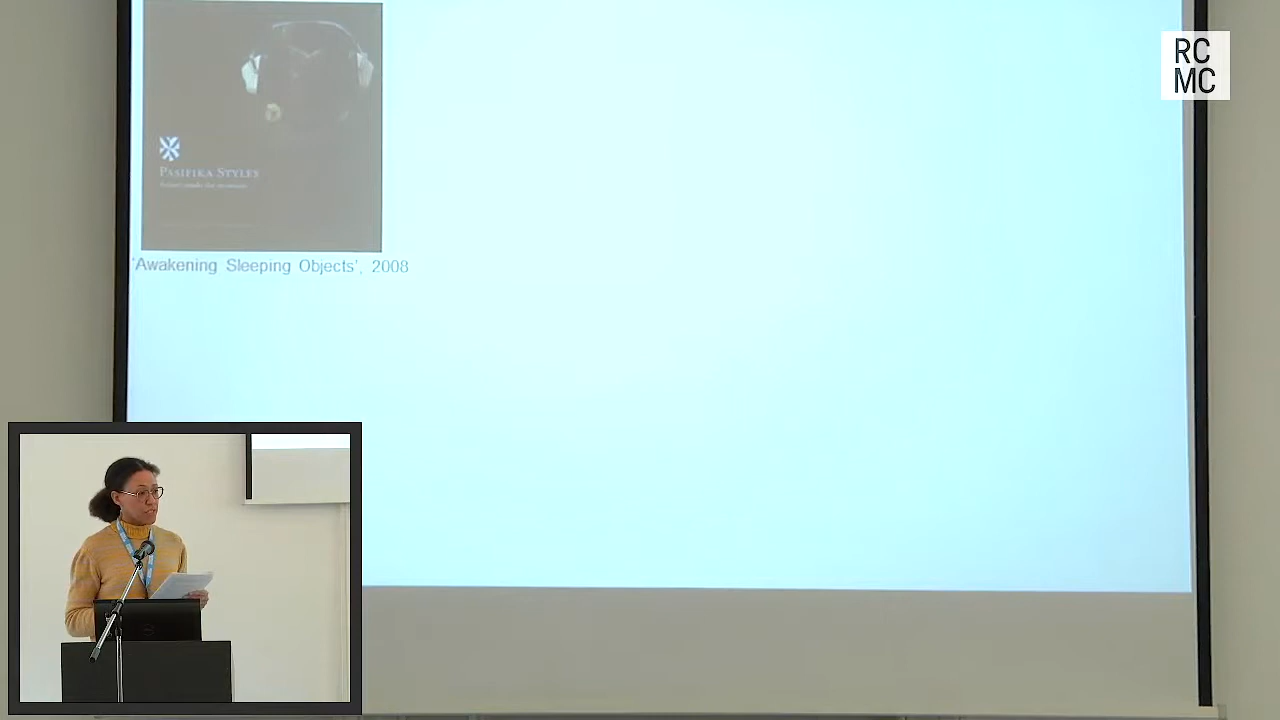 RC
MC
PASIFIKA STYLES
'Awakening Sleeping Objects', 2008